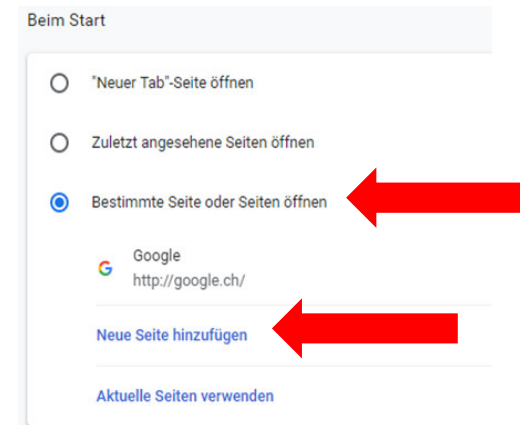 Beim Start
"Neuer Tab"-Seite öffnen
Zuletzt angesehene Seiten öffnen
Bestimmte Seite oder Seiten öffnen
Google
http://google.ch/
Neue Seite hinzufügen
Aktuelle Seiten verwenden